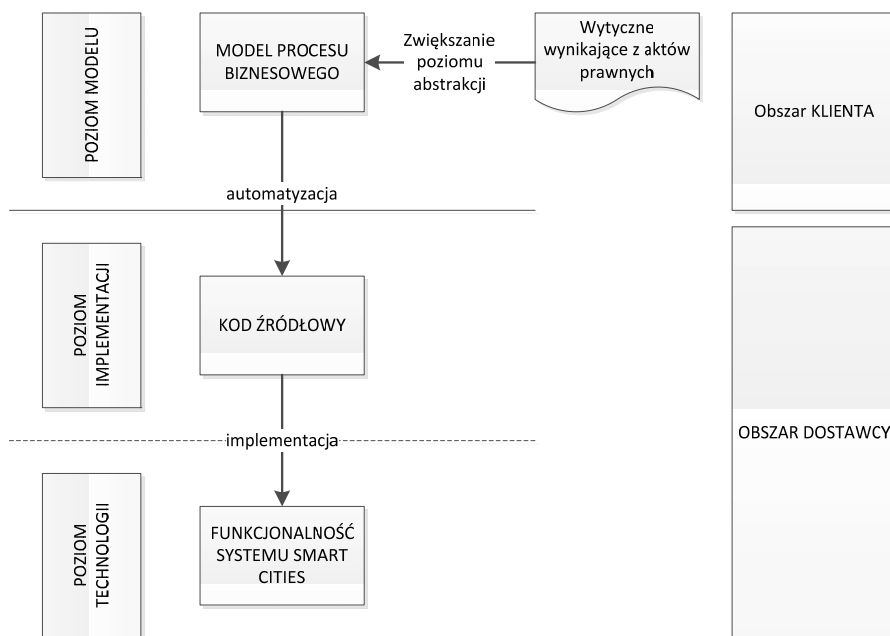 POZIOM MODELU
MODEL PROCESU
BIZNESOWEGO
Zwiększanie
poziomu
abstrakcji
Wytyczne
wynikające z aktów
prawnych
Obszar KLIENTA
automatyzacja
POZIOM
IMPLEMENTACJI
KOD ŹRÓDŁOWY
OBSZAR DOSTAWCY
implementacja
POZIOM
TECHNOLOGII
FUNKCJONALNOŚĆ
SYSTEMU SMART
CITIES